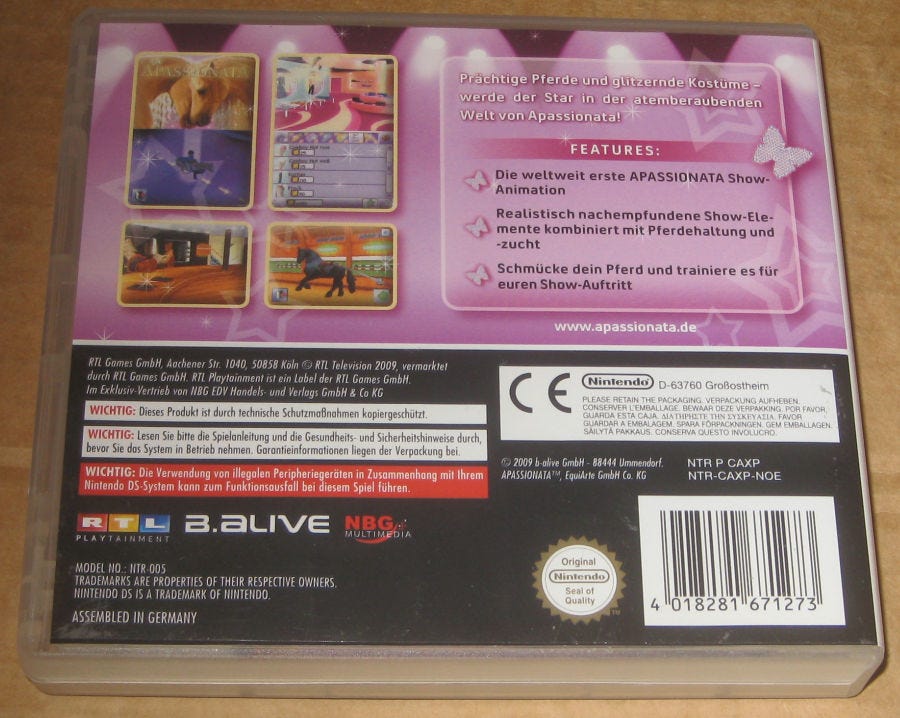 APASSIONATA
Prächtige Pferde und glitzernde Kostüme –
werde der Star in der atemberaubenden
Welt von Apassionata!
FEATURES:
Die weltweit erste APASSIONATA Show-
Animation
Realistisch nachempfundene Show-Ele-
mente kombiniert mit Pferdehaltung und
-zucht
Schmücke dein Pferd und trainiere es für
euren Show-Auftritt
www.apassionata.de
RTL Games GmbH, Aachener Str. 1040, 50858 Köln © RTL Television 2009, vermarktet
durch RTL Games GmbH. RTL Playtainment ist ein Label der RTL Games GmbH.
Im Exklusiv-Vertrieb von NBG EDV Handels- und Verlags GmbH & Co KG
WICHTIG: Dieses Produkt ist durch technische Schutzmaßnahmen kopiergeschützt.
WICHTIG: Lesen Sie bitte die Spielanleitung und die Gesundheits- und Sicherheitshinweise durch,
bevor Sie das System in Betrieb nehmen. Garantieinformationen liegen der Verpackung bei.
WICHTIG: Die Verwendung von illegalen Peripheriegeräten in Zusammenhang mit Ihrem
Nintendo DS-System kann zum Funktionsausfall bei diesem Spiel führen.
CE Nintendo D-63760 Großostheim
PLEASE RETAIN THE PACKAGING. VERPACKUNG AUFHEBEN.
CONSERVER L'EMBALLAGE. BEWAAR DEZE VERPAKKING. POR FAVOR,
GUARDA ESTA CAJA. ΔΙΑΤΗΡΗΣΤΕ ΤΗΝ ΣΥΣΚΕΥΑΣΙΑ. FAVOR
GUARDAR A EMBALAGEM. SPARA FÖRPACKNINGEN. GEM EMBALLAGEN.
SÄILYTÄ PAKKAUS. CONSERVA QUESTO INVOLUCRO.
© 2009 b-alive GmbH - 88444 Ummendorf.
APASSIONATA™, EquiArte GmbH Co. KG
NTR P CAXP
NTR-CAXP-NOE
RTL
PLAYTAINMENT
B.ALIVE
NBG
MULTIMEDIA
MODEL NO.: NTR-005
TRADEMARKS ARE PROPERTIES OF THEIR RESPECTIVE OWNERS.
NINTENDO DS IS A TRADEMARK OF NINTENDO.
ASSEMBLED IN GERMANY
Original
Nintendo
Seal of
Quality
TM
4 018281 671273